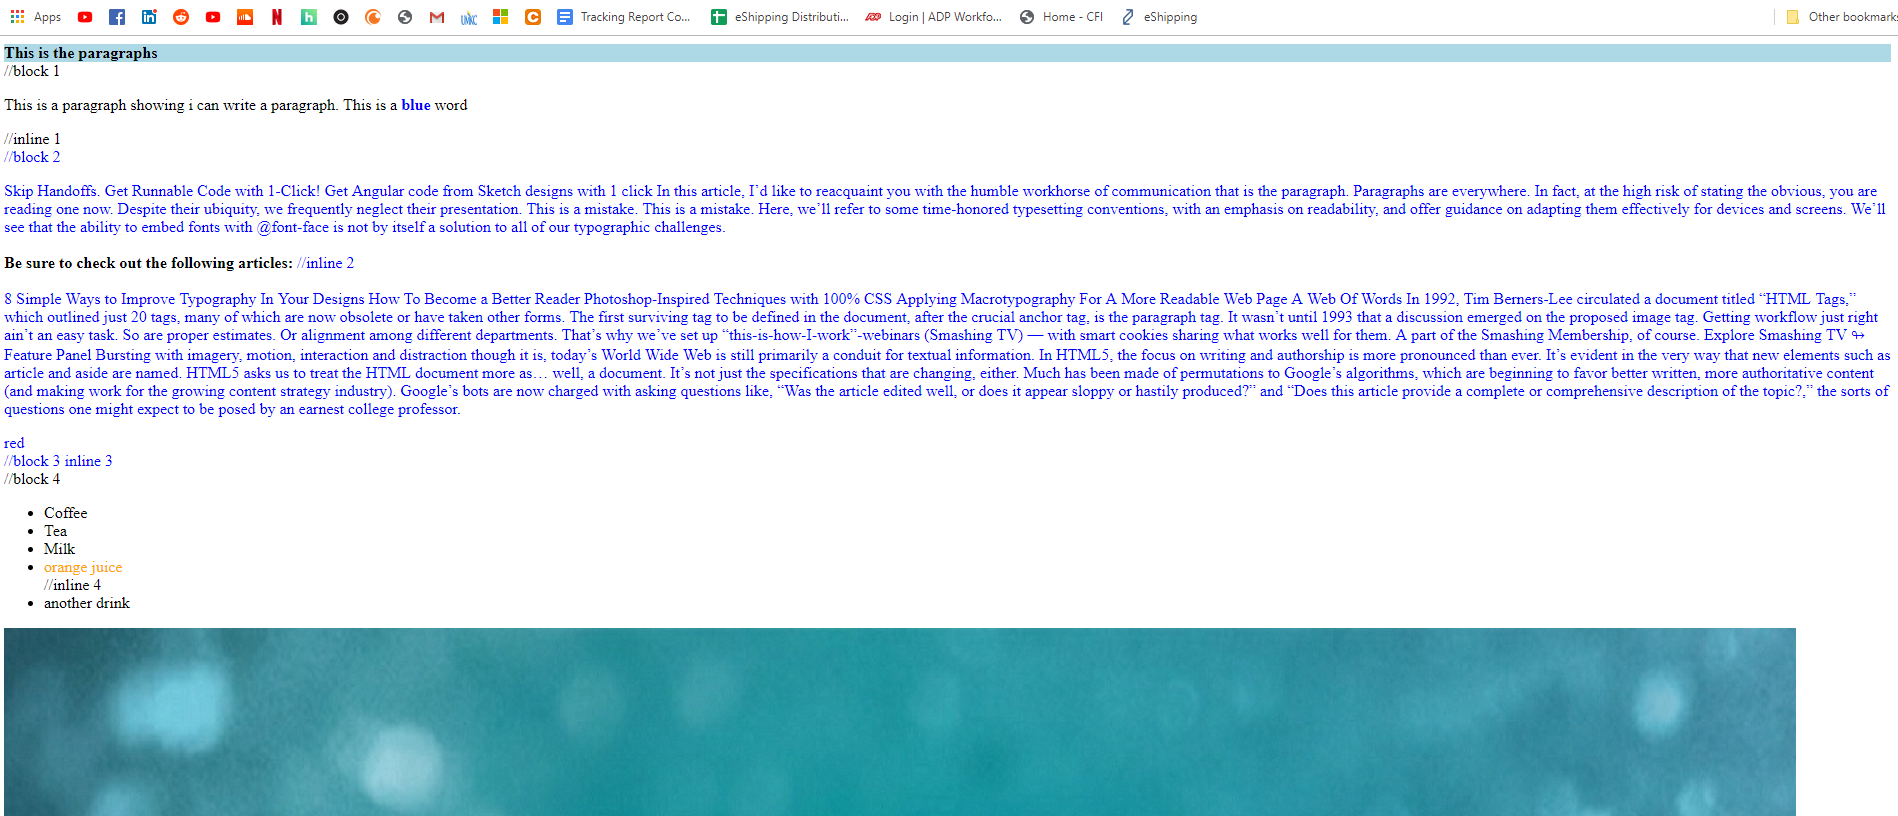 Apps Tracking Report Co... eShipping Distributi... Login | ADP Workfo... Home - CFI eShipping Other bookmarks
This is the paragraphs
//block 1
This is a paragraph showing i can write a paragraph. This is a blue word
//inline 1
//block 2
Skip Handoffs. Get Runnable Code with 1-Click! Get Angular code from Sketch designs with 1 click In this article, I’d like to reacquaint you with the humble workhorse of communication that is the paragraph. Paragraphs are everywhere. In fact, at the high risk of stating the obvious, you are
reading one now. Despite their ubiquity, we frequently neglect their presentation. This is a mistake. This is a mistake. Here, we’ll refer to some time-honored typesetting conventions, with an emphasis on readability, and offer guidance on adapting them effectively for devices and screens. We’ll
see that the ability to embed fonts with @font-face is not by itself a solution to all of our typographic challenges.
Be sure to check out the following articles: //inline 2
8 Simple Ways to Improve Typography In Your Designs How To Become a Better Reader Photoshop-Inspired Techniques with 100% CSS Applying Macrotypography For A More Readable Web Page A Web Of Words In 1992, Tim Berners-Lee circulated a document titled “HTML Tags,”
which outlined just 20 tags, many of which are now obsolete or have taken other forms. The first surviving tag to be defined in the document, after the crucial anchor tag, is the paragraph tag. It wasn’t until 1993 that a discussion emerged on the proposed image tag. Getting workflow just right
ain’t an easy task. So are proper estimates. Or alignment among different departments. That’s why we’ve set up “this-is-how-I-work”-webinars (Smashing TV) — with smart cookies sharing what works well for them. A part of the Smashing Membership, of course. Explore Smashing TV ↬
Feature Panel Bursting with imagery, motion, interaction and distraction though it is, today’s World Wide Web is still primarily a conduit for textual information. In HTML5, the focus on writing and authorship is more pronounced than ever. It’s evident in the very way that new elements such as
article and aside are named. HTML5 asks us to treat the HTML document more as… well, a document. It’s not just the specifications that are changing, either. Much has been made of permutations to Google’s algorithms, which are beginning to favor better written, more authoritative content
(and making work for the growing content strategy industry). Google’s bots are now charged with asking questions like, “Was the article edited well, or does it appear sloppy or hastily produced?” and “Does this article provide a complete or comprehensive description of the topic?,” the sorts of
questions one might expect to be posed by an earnest college professor.
red
//block 3 inline 3
//block 4
Coffee
Tea
Milk
orange juice
//inline 4
another drink